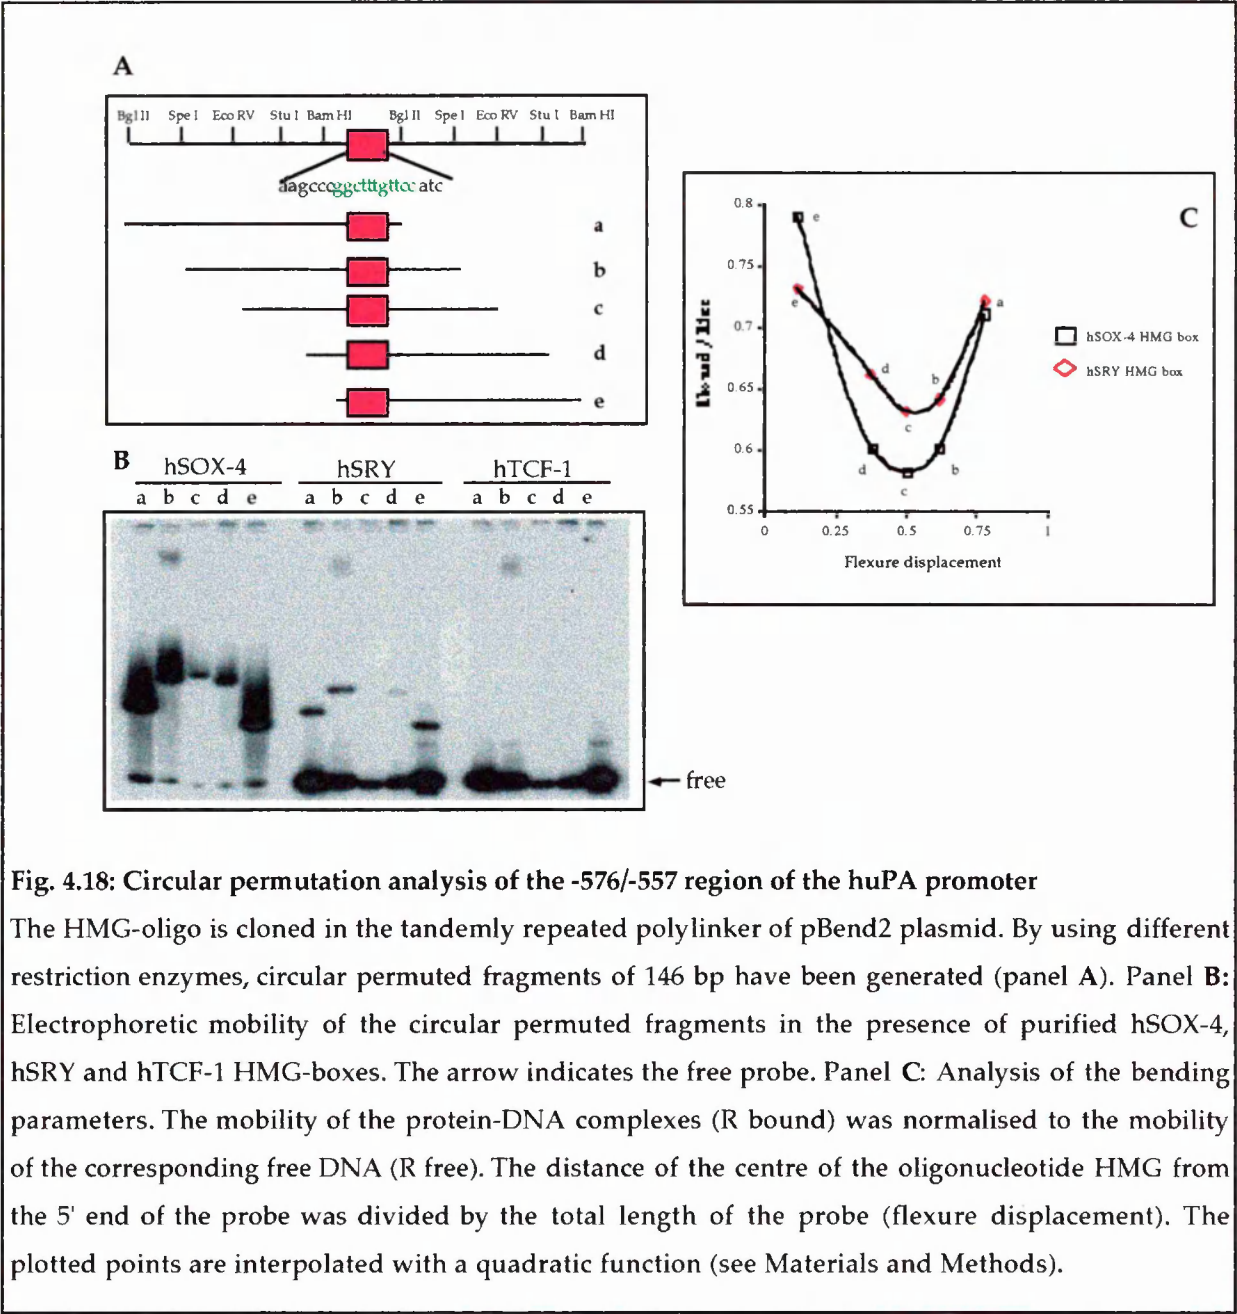 A
Bgl II Spe I Eco RV Stu I Bam HI Bgl II Spe I Eco RV Stu I Bam HI
aagcccggctttgttcc atc
a
b
c
d
e
B
hSOX-4 hSRY hTCF-1
a b c d e a b c d e a b c d e
free
C
0.8
0.75
0.7
0.65
0.6
0.55
0 0.25 0.5 0.75 1
Flexure displacement
e
e
d
b
c
a
d
b
c
hSOX-4 HMG box
hSRY HMG box
Fig. 4.18: Circular permutation analysis of the -576/-557 region of the huPA promoter
The HMG-oligo is cloned in the tandemly repeated polylinker of pBend2 plasmid. By using different
restriction enzymes, circular permuted fragments of 146 bp have been generated (panel A). Panel B:
Electrophoretic mobility of the circular permuted fragments in the presence of purified hSOX-4,
hSRY and hTCF-1 HMG-boxes. The arrow indicates the free probe. Panel C: Analysis of the bending
parameters. The mobility of the protein-DNA complexes (R bound) was normalised to the mobility
of the corresponding free DNA (R free). The distance of the centre of the oligonucleotide HMG from
the 5' end of the probe was divided by the total length of the probe (flexure displacement). The
plotted points are interpolated with a quadratic function (see Materials and Methods).